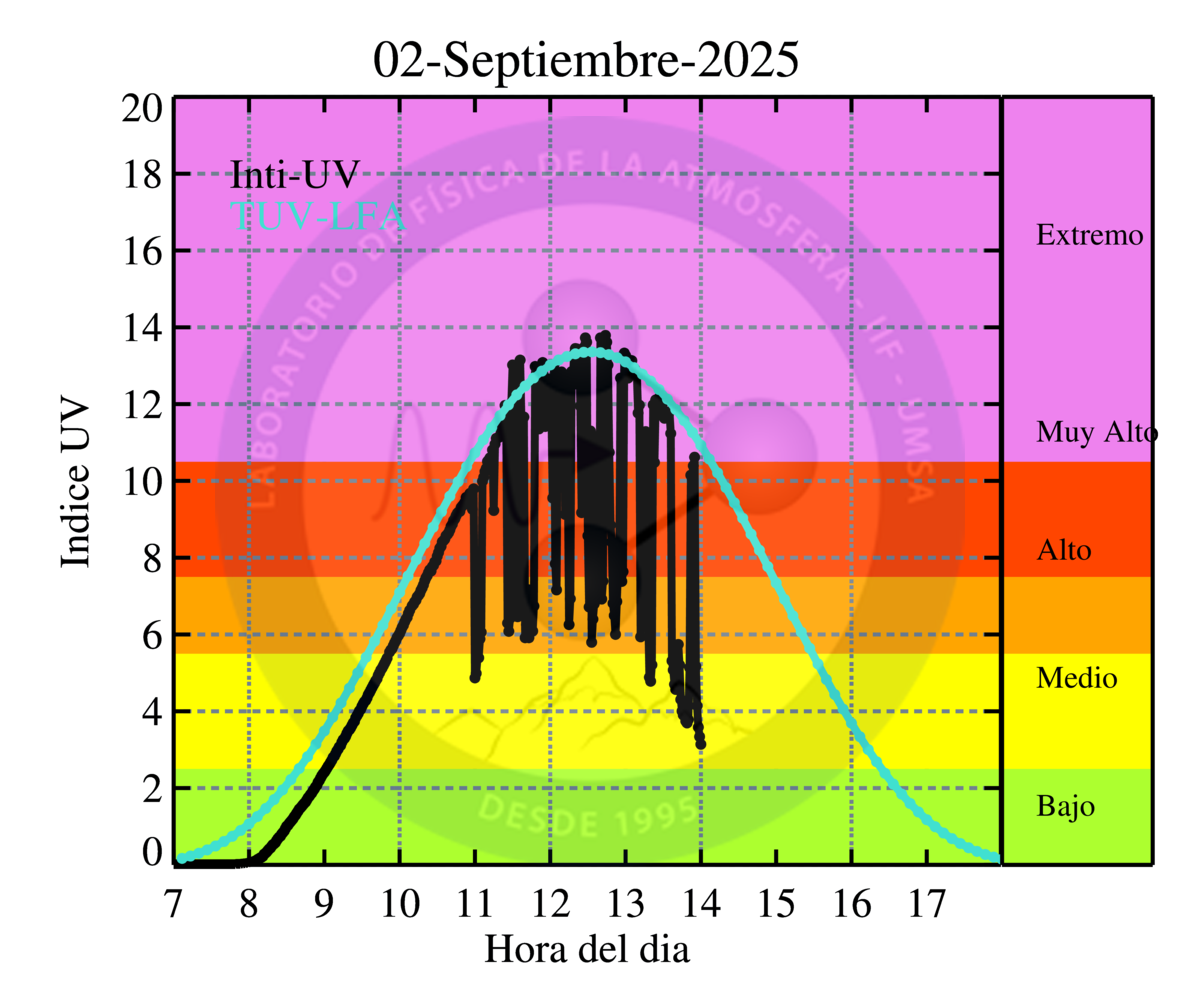 02-Septiembre-2025
20
18
16
14
12
10
8
6
4
2
0
Indice UV
Inti-UV
TUV-LFA
LABORATORIO DE FÍSICA DE LA ATMÓSFERA - IIF - UMSA
DESDE 1995
Extremo
Muy Alto
Alto
Medio
Bajo
7 8 9 10 11 12 13 14 15 16 17
Hora del dia